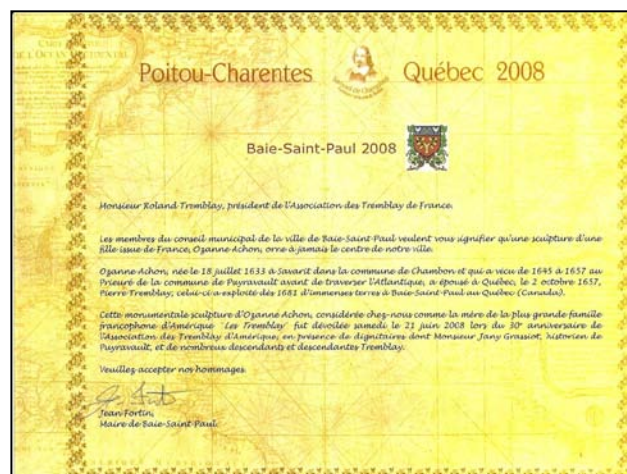 Poitou-Charentes Québec 2008
Baie-Saint-Paul 2008
Monsieur Roland Tremblay, président de l'Association des Tremblay de France.
Les membres du conseil municipal de la ville de Baie-Saint-Paul veulent vous signifier qu'une sculpture d'une
fille issue de France, Ozanne Achon, orne à jamais le centre de notre ville.
Ozanne Achon, née le 18 juillet 1633 à Savarit dans la commune de Chambon et qui a vécu de 1645 à 1657 au
Prieuré de la commune de Puyravault avant de traverser l'Atlantique, a épousé à Québec, le 2 octobre 1657,
Pierre Tremblay; celui-ci a exploité dès 1681 d'immenses terres à Baie-Saint-Paul au Québec (Canada).
Cette monumentale sculpture d'Ozanne Achon, considérée chez-nous comme la mère de la plus grande famille
francophone d'Amérique "Les Tremblay" fut dévoilée samedi le 21 juin 2008 lors du 30e anniversaire de
l'Association des Tremblay d'Amérique, en présence de dignitaires dont Monsieur Jany Grassiot, historien de
Puyravault, et de nombreux descendants et descendantes Tremblay.
Veuillez accepter nos hommages.
Jean Fortin,
Maire de Baie-Saint-Paul